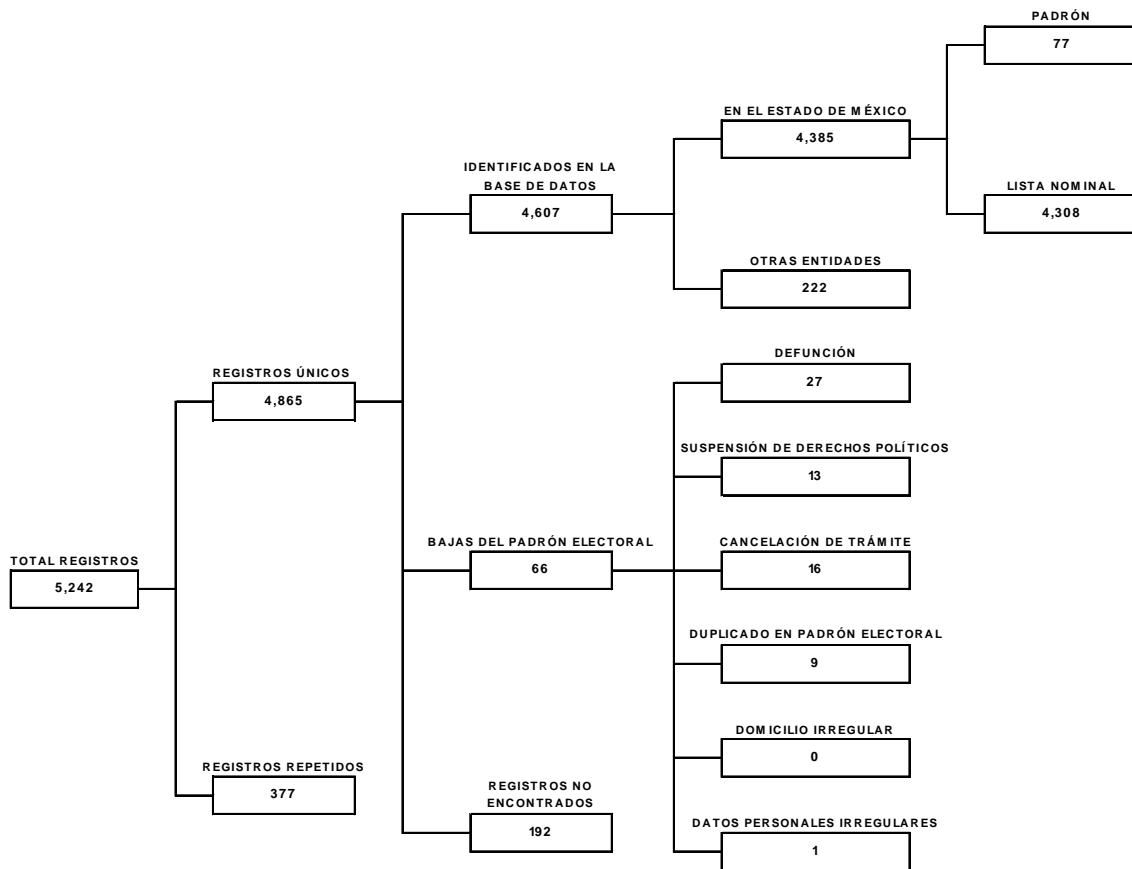 PADRÓN
77
EN EL ESTADO DE MÉXICO
4,385
IDENTIFICADOS EN LA
BASE DE DATOS
4,607
LISTA NOMINAL
4,308
OTRAS ENTIDADES
222
DEFUNCIÓN
27
REGISTROS ÚNICOS
4,865
SUSPENSIÓN DE DERECHOS POLÍTICOS
13
BAJAS DEL PADRÓN ELECTORAL
66
CANCELACIÓN DE TRÁMITE
16
TOTAL REGISTROS
5,242
DUPLICADO EN PADRÓN ELECTORAL
9
DOMICILIO IRREGULAR
0
REGISTROS REPETIDOS
377
REGISTROS NO
ENCONTRADOS
192
DATOS PERSONALES IRREGULARES
1